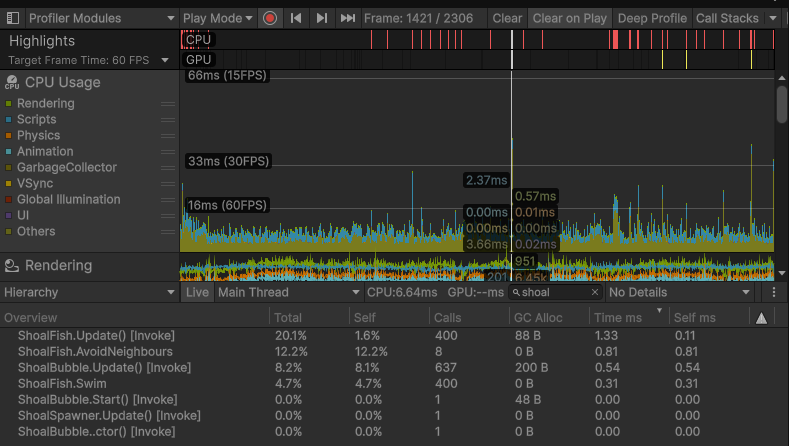 Profiler Modules Play Mode Frame: 1421 / 2306 Clear Clear on Play Deep Profile Call Stacks
Highlights CPU
Target Frame Time: 60 FPS GPU
CPU Usage 66ms (15FPS)
Rendering
Scripts
Physics
Animation
GarbageCollector 33ms (30FPS)
VSync 2.37ms
Global Illumination 0.57ms
UI 16ms (60FPS) 0.00ms 0.01ms
Others 0.00ms 0.00ms
3.66ms 0.02ms
Rendering 951
201 6.45k
Hierarchy Live Main Thread CPU:6.64ms GPU:--ms shoal No Details
Overview Total Self Calls GC Alloc Time ms Self ms
ShoalFish.Update() [Invoke] 20.1% 1.6% 400 88 B 1.33 0.11
ShoalFish.AvoidNeighbours 12.2% 12.2% 8 0 B 0.81 0.81
ShoalBubble.Update() [Invoke] 8.2% 8.1% 637 200 B 0.54 0.54
ShoalFish.Swim 4.7% 4.7% 400 0 B 0.31 0.31
ShoalBubble.Start() [Invoke] 0.0% 0.0% 1 48 B 0.00 0.00
ShoalSpawner.Update() [Invoke] 0.0% 0.0% 1 0 B 0.00 0.00
ShoalBubble..ctor() [Invoke] 0.0% 0.0% 1 0 B 0.00 0.00